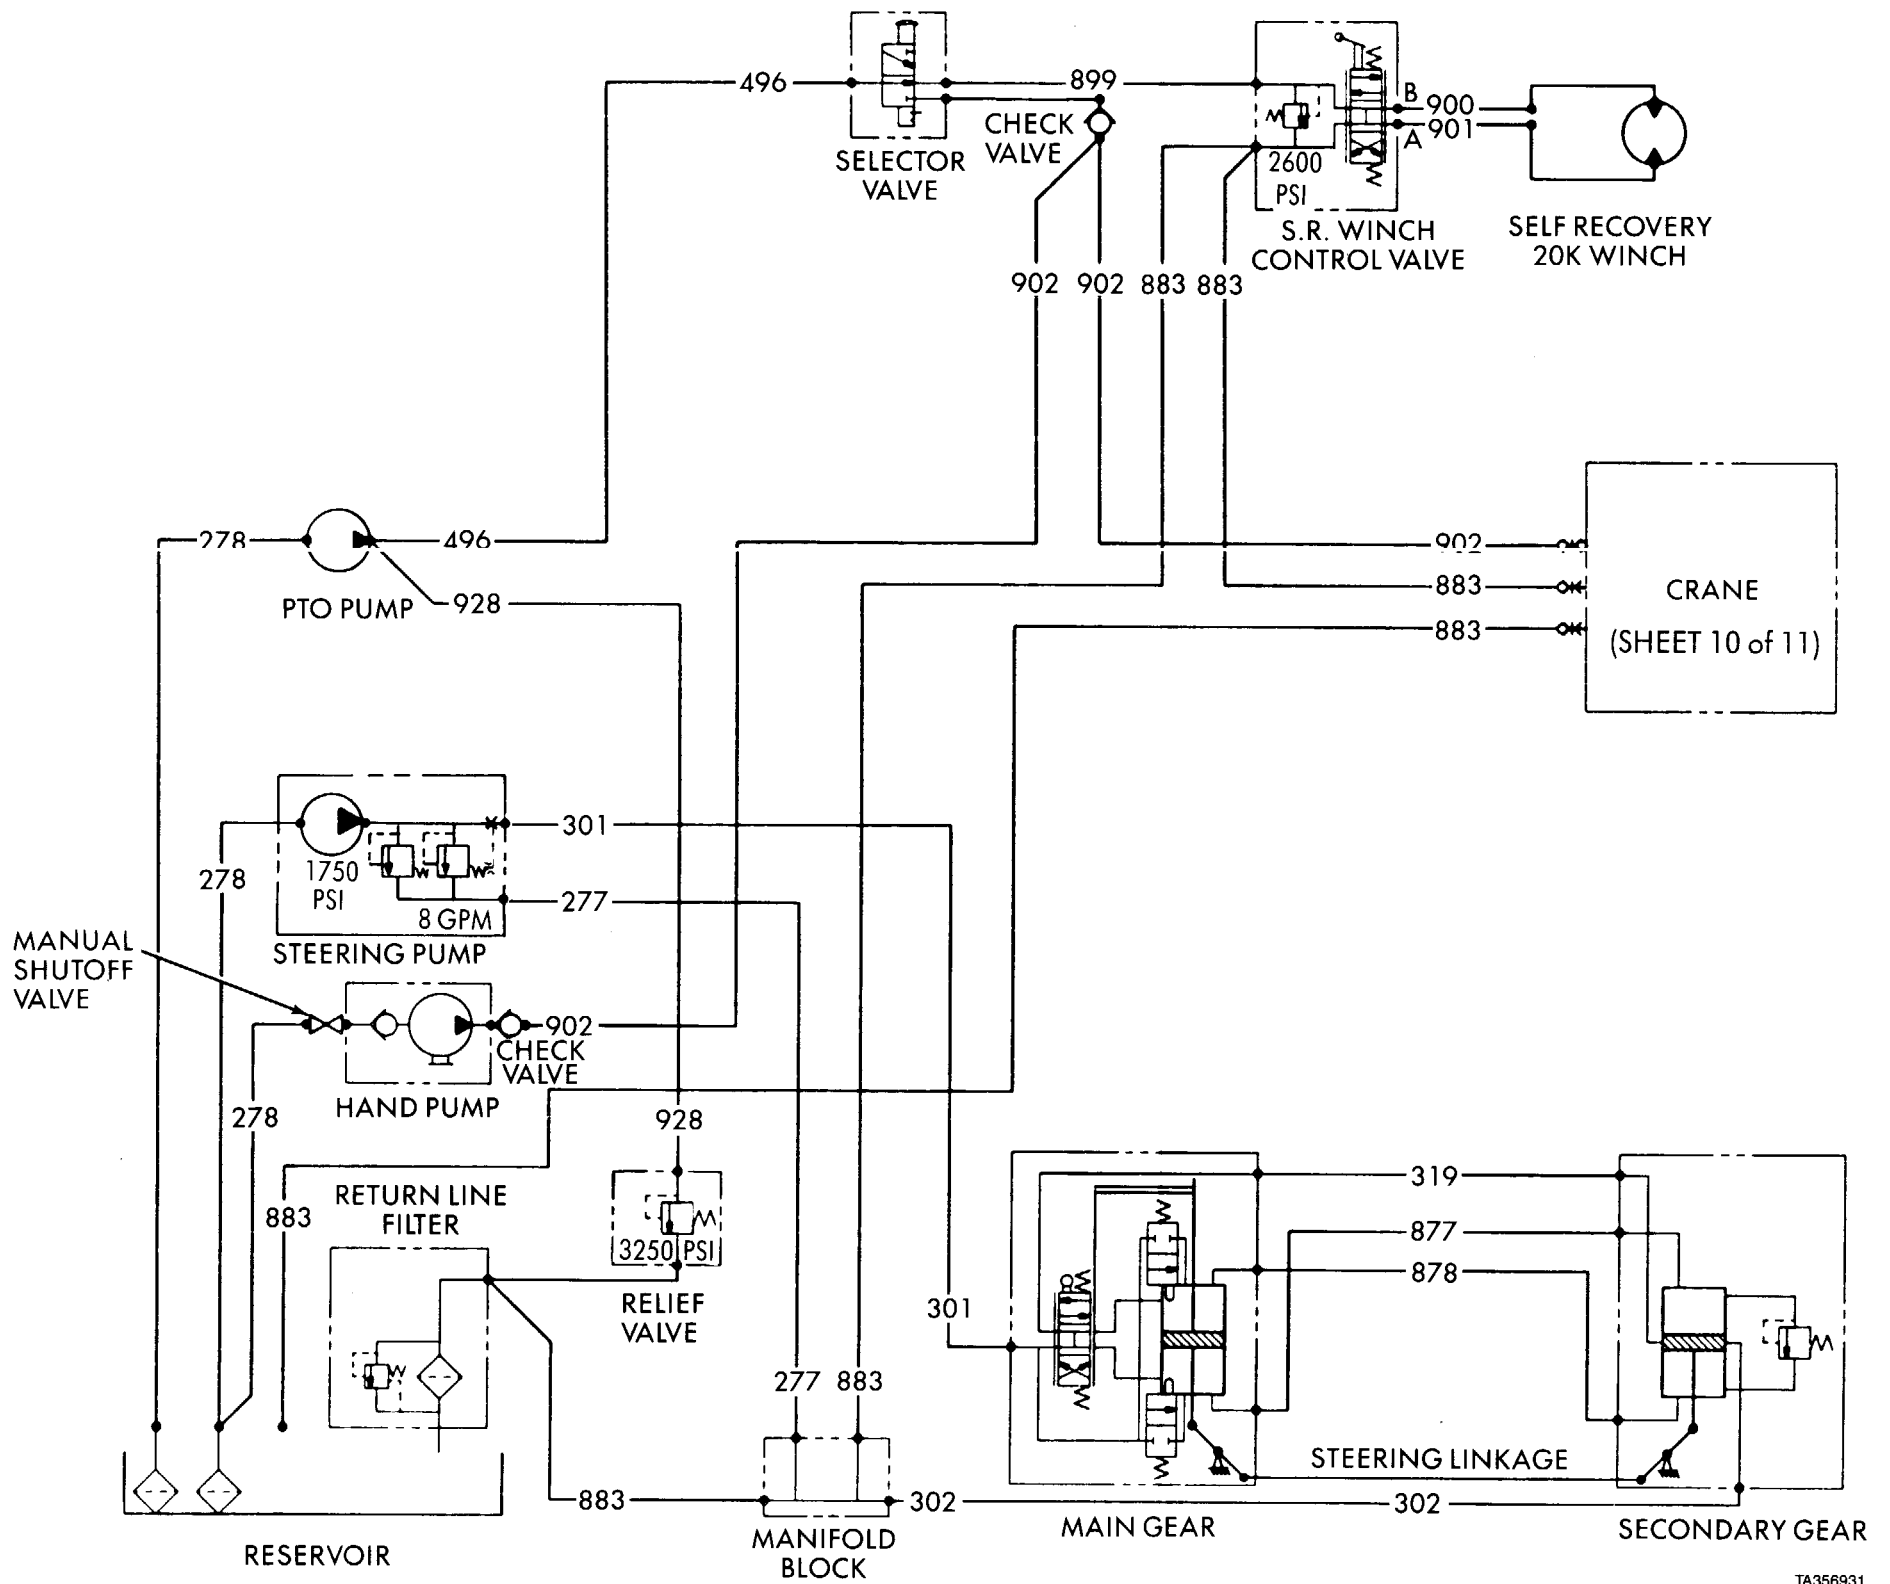 496
899
B
900
901
A
CHECK
VALVE
SELECTOR
VALVE
2600
PSI
S.R. WINCH
CONTROL VALVE
SELF RECOVERY
20K WINCH
902
902
883
883
278
496
902
PTO PUMP
928
883
883
CRANE
(SHEET 10 of 11)
301
1750
PSI
278
277
8 GPM
STEERING PUMP
MANUAL
SHUTOFF
VALVE
902
CHECK
VALVE
HAND PUMP
278
928
RETURN LINE
FILTER
883
3250 PSI
RELIEF
VALVE
319
877
878
301
277
883
STEERING LINKAGE
883
302
302
MAIN GEAR
SECONDARY GEAR
MANIFOLD
BLOCK
RESERVOIR
TA356931